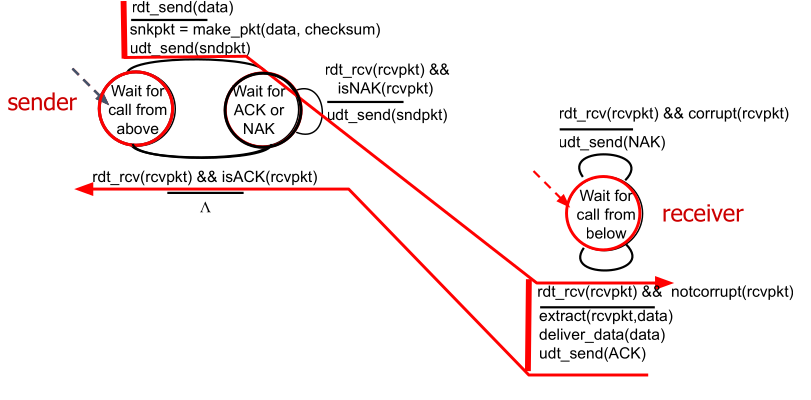 rdt_send(data)
snkpkt = make_pkt(data, checksum)
udt_send(sndpkt)
sender
Wait for
call from
above
Wait for
ACK or
NAK
rdt_rcv(rcvpkt) &&
isNAK(rcvpkt)
udt_send(sndpkt)
rdt_rcv(rcvpkt) && isACK(rcvpkt)
Λ
rdt_rcv(rcvpkt) && corrupt(rcvpkt)
udt_send(NAK)
Wait for
call from
below
receiver
rdt_rcv(rcvpkt) && notcorrupt(rcvpkt)
extract(rcvpkt,data)
deliver_data(data)
udt_send(ACK)